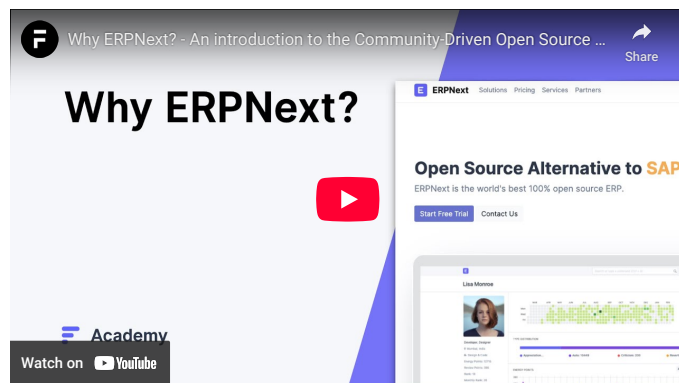 Why ERPNext? - An introduction to the Community-Driven Open Source ...
Share
Why ERPNext?
ERPNext
Solutions Pricing Services Partners
Open Source Alternative to SAP
ERPNext is the world's best 100% open source ERP.
Start Free Trial
Contact Us
Lisa Monroe
Academy
Watch on YouTube